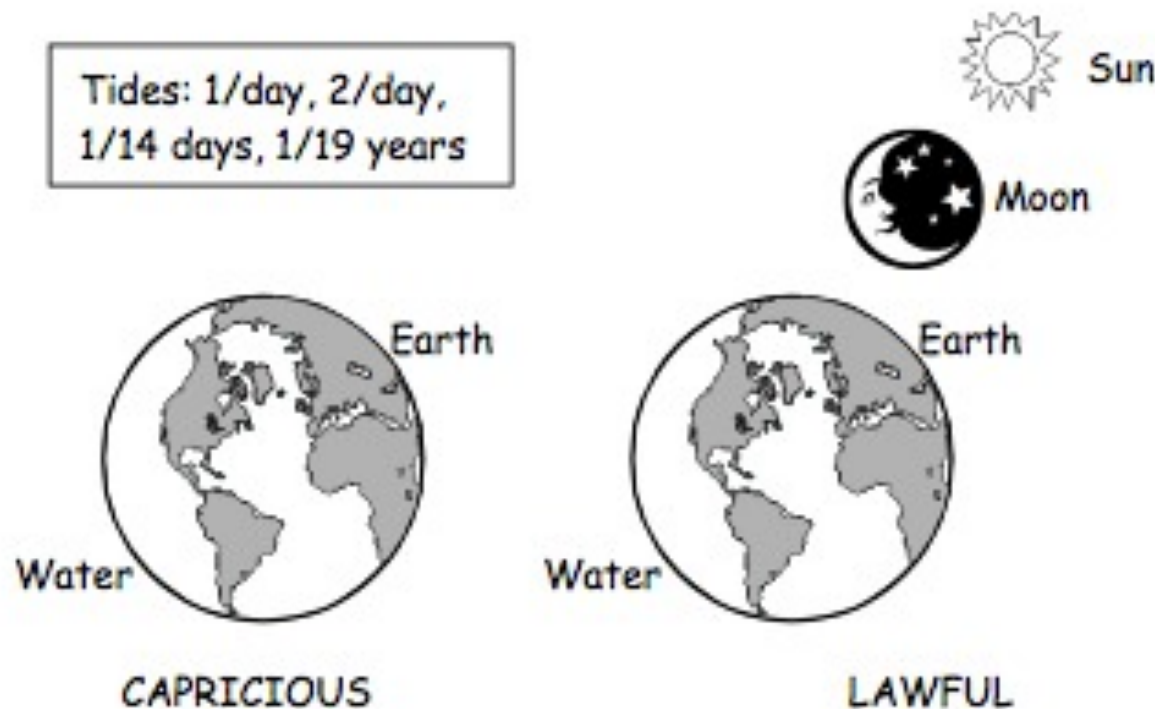 Tides: 1/day, 2/day,
1/14 days, 1/19 years
Sun
Moon
Earth
Water
CAPRICIOUS
Earth
Water
LAWFUL